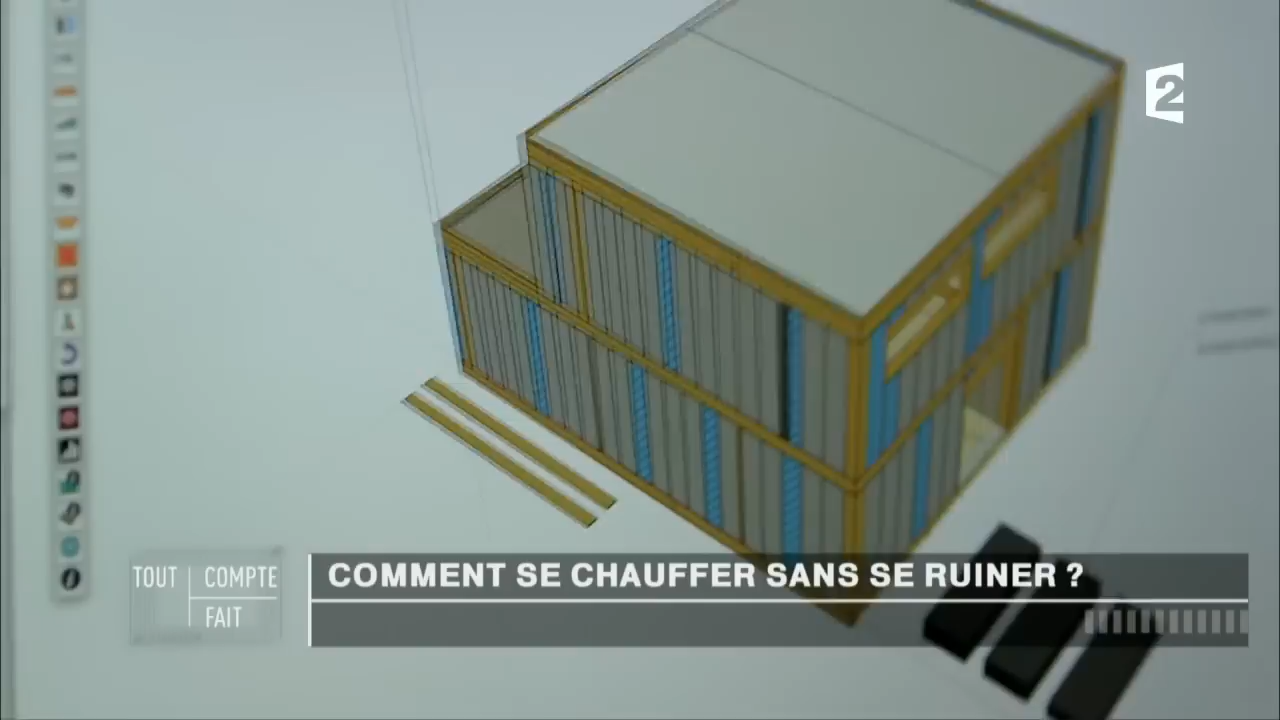 2
COMMENT SE CHAUFFER SANS SE RUINER ?
TOUT COMPTE
FAIT